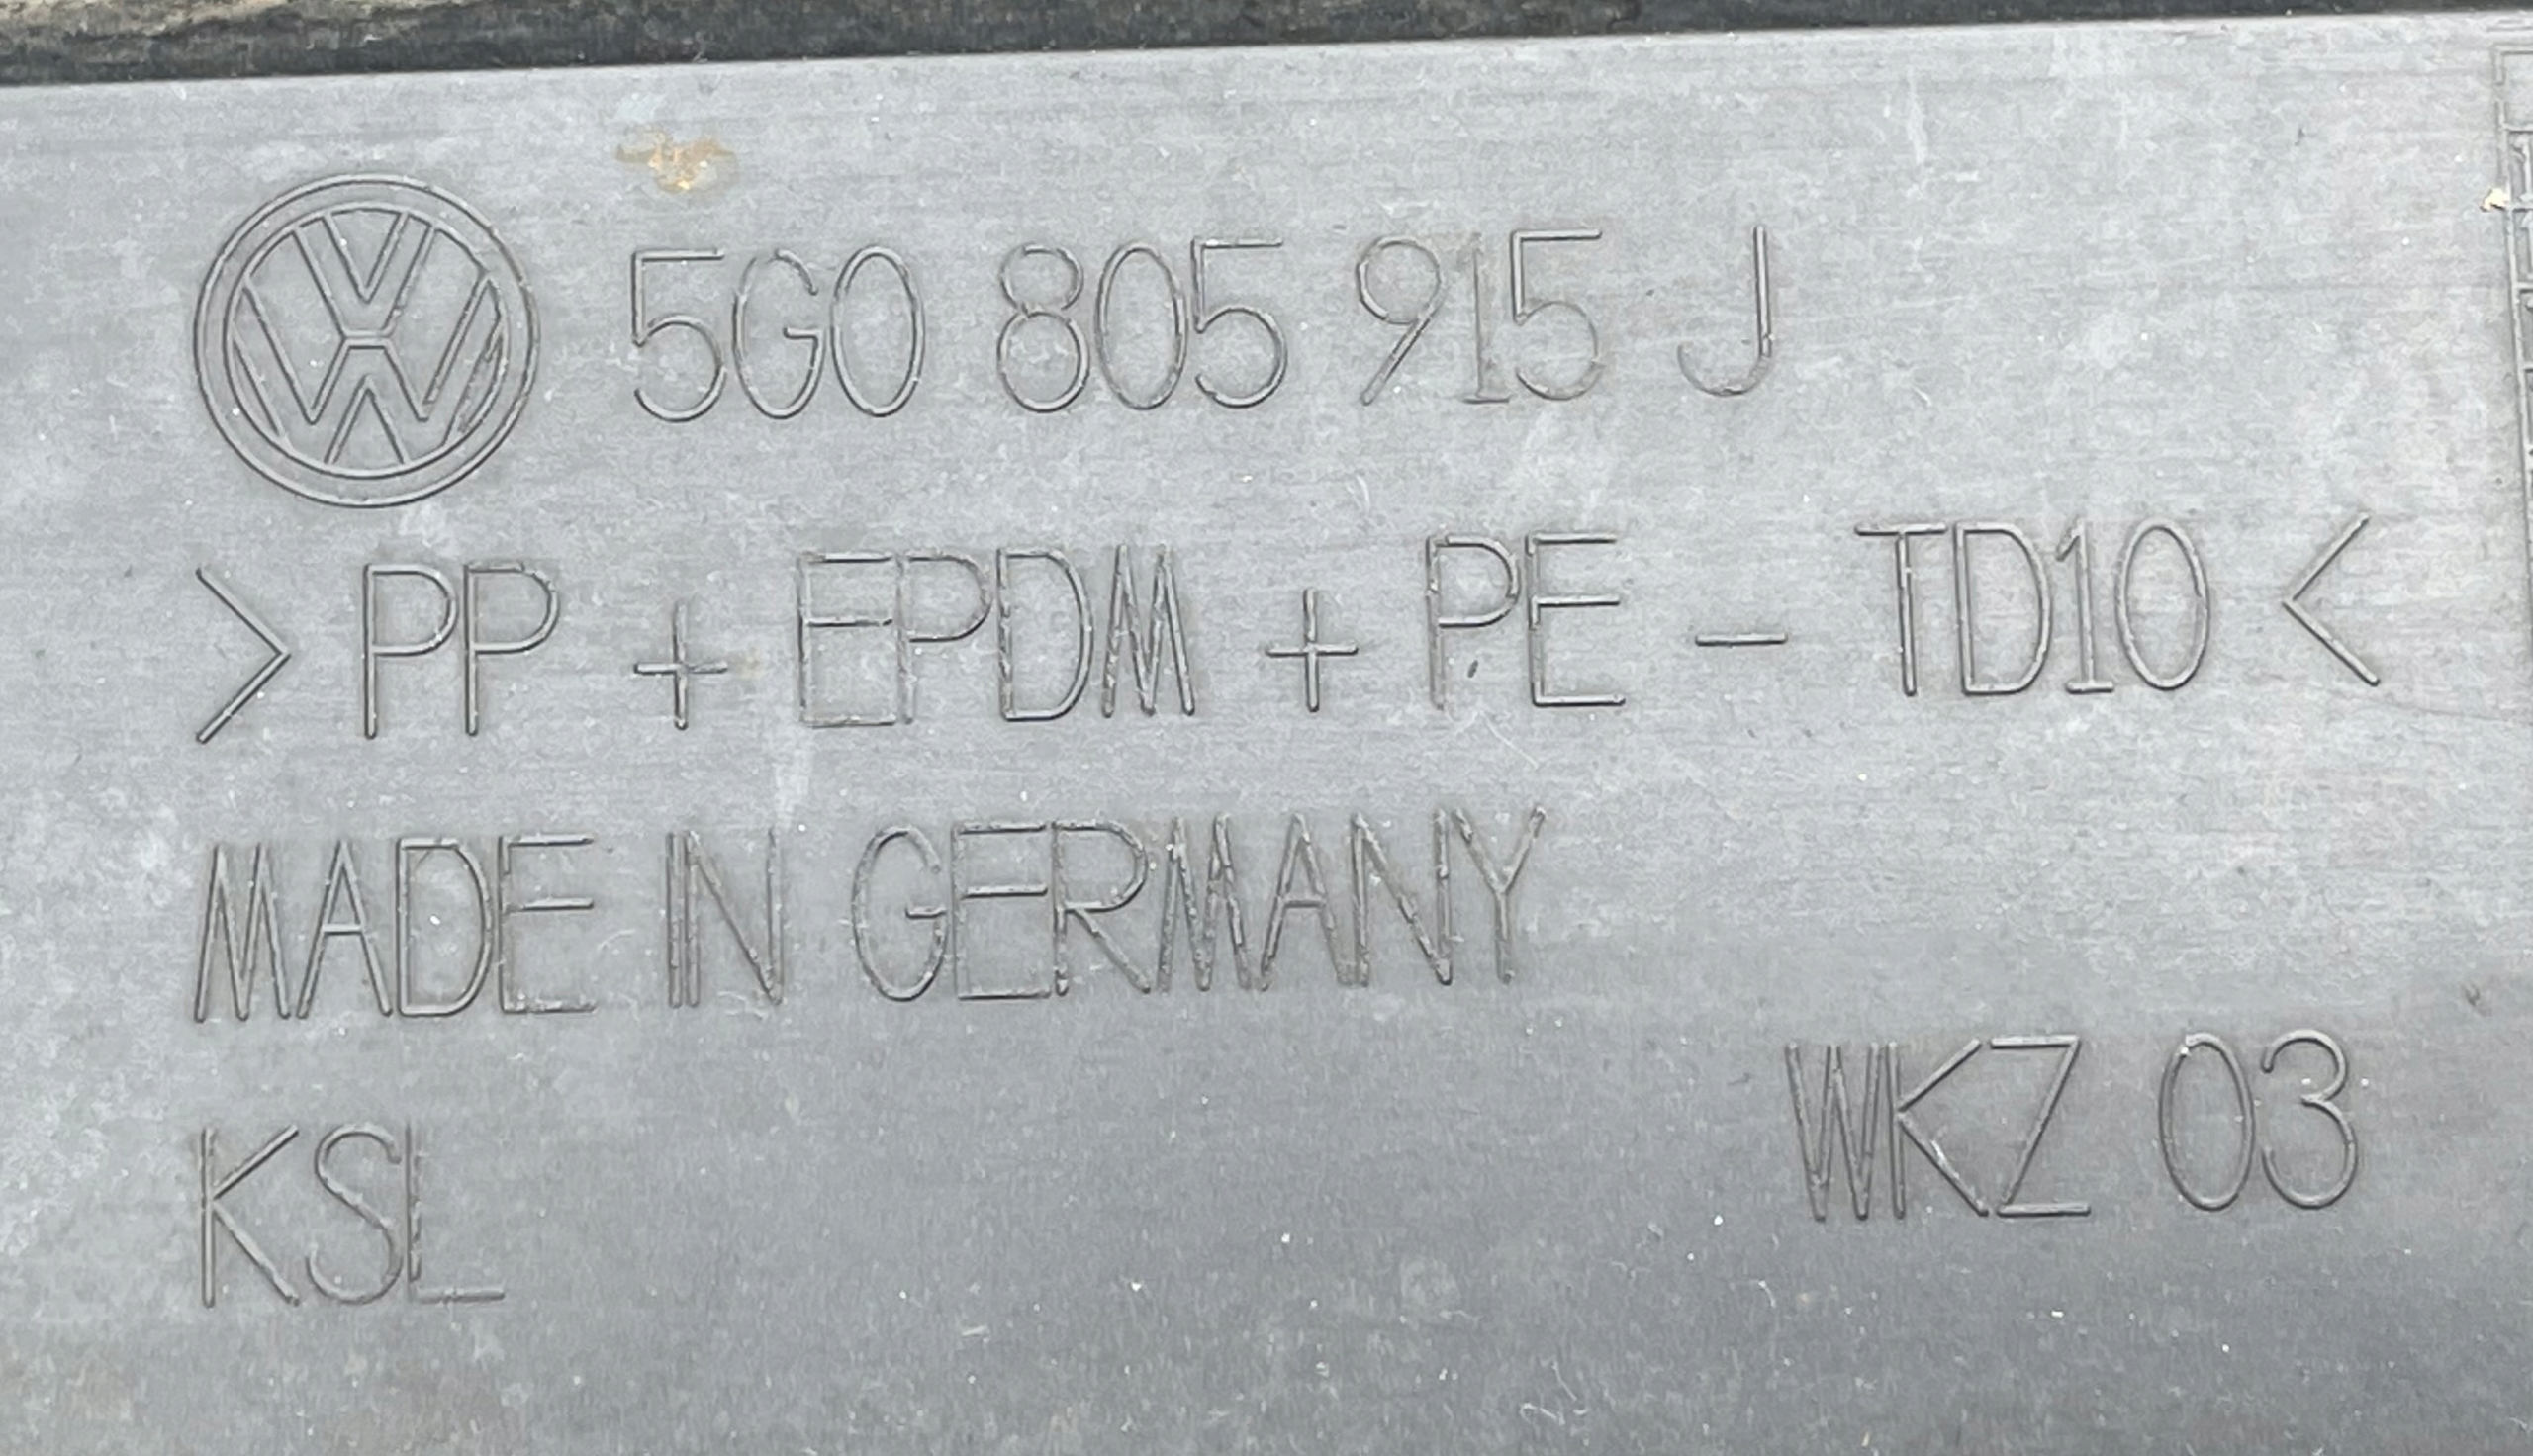 5G0 805 915 J
> PP + EPDM + PE - TD10 <
MADE IN GERMANY
WKZ 03
KSL